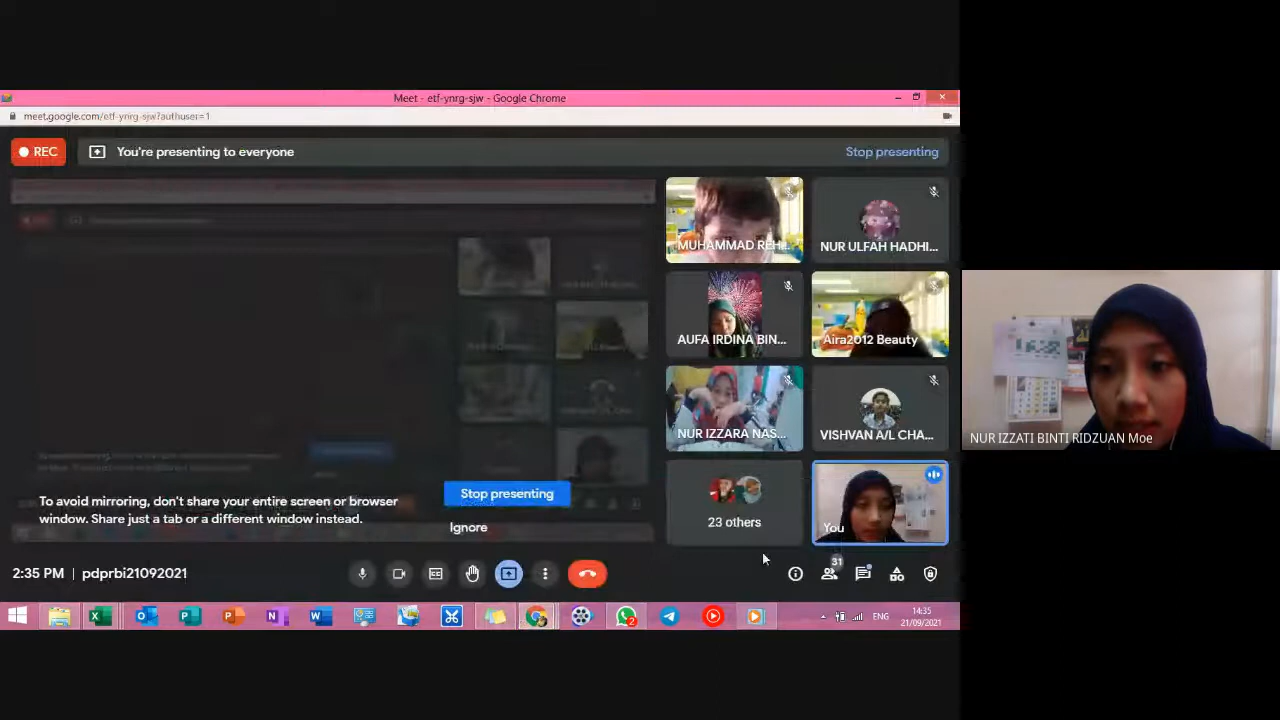 Meet - etf-ynrg-sjw - Google Chrome
meet.google.com/etf-ynrg-sjw?authuser=1
REC
You're presenting to everyone
Stop presenting
MUHAMMAD REH...
NUR ULFAH HADHI...
AUFA IRDINA BIN...
Aira2012 Beauty
NUR IZZARA NAS...
VISHVAN A/L CHA...
NUR IZZATI BINTI RIDZUAN Moe
To avoid mirroring, don't share your entire screen or browser
window. Share just a tab or a different window instead.
Stop presenting
Ignore
23 others
You
2:35 PM | pdprbi21092021
31
2
ENG
14:35
21/09/2021